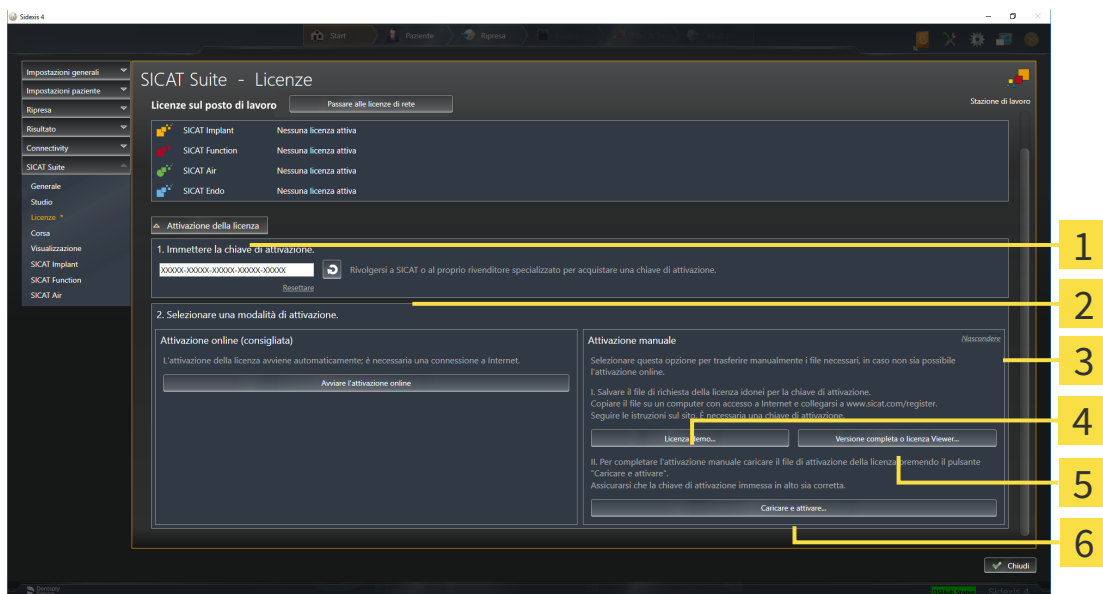 Sidexis 4
Start
Paziente
Ripresa
Impostazioni generali
Impostazioni paziente
Ripresa
Risultato
Connectivity
SICAT Suite
Generale
Studio
Licenze *
Corsa
Visualizzazione
SICAT Implant
SICAT Function
SICAT Air
SICAT Suite - Licenze
Licenze sul posto di lavoro
Passare alle licenze di rete
Stazione di lavoro
SICAT Implant Nessuna licenza attiva
SICAT Function Nessuna licenza attiva
SICAT Air Nessuna licenza attiva
SICAT Endo Nessuna licenza attiva
Attivazione della licenza
1. Immettere la chiave di attivazione.
XXXXX-XXXXX-XXXXX-XXXXX-XXXXX
Rivolgersi a SICAT o al proprio rivenditore specializzato per acquistare una chiave di attivazione.
Resettare
2. Selezionare una modalità di attivazione.
Attivazione online (consigliata)
L'attivazione della licenza avviene automaticamente; è necessaria una connessione a Internet.
Avviare l'attivazione online
Attivazione manuale
Nascondere
Selezionare questa opzione per trasferire manualmente i file necessari, in caso non sia possibile
l'attivazione online.
I. Salvare il file di richiesta della licenza idonei per la chiave di attivazione.
Copiare il file su un computer con accesso a Internet e collegarsi a www.sicat.com/register.
Seguire le istruzioni sul sito. È necessaria una chiave di attivazione.
Licenza demo...
Versione completa o licenza Viewer...
II. Per completare l'attivazione manuale caricare il file di attivazione della licenza premendo il pulsante
"Caricare e attivare".
Assicurarsi che la chiave di attivazione immessa in alto sia corretta.
Caricare e attivare...
Chiudi
Dentsply
Sidexis 4
1
2
3
4
5
6